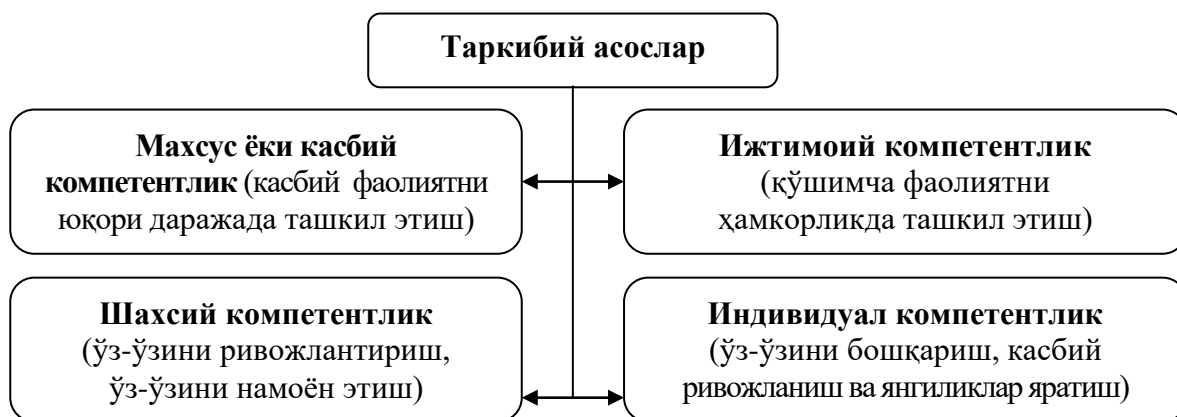 Таркибий асослар
Махсус ёки касбий
компетентлик (касбий фаолиятни
юқори даражада ташкил этиш)
Ижтимоий компетентлик
(қўшимча фаолиятни
ҳамкорликда ташкил этиш)
Шахсий компетентлик
(ўз-ўзини ривожлантириш,
ўз-ўзини намоён этиш)
Индивидуал компетентлик
(ўз-ўзини бошқариш, касбий
ривожланиш ва янгиликлар яратиш)